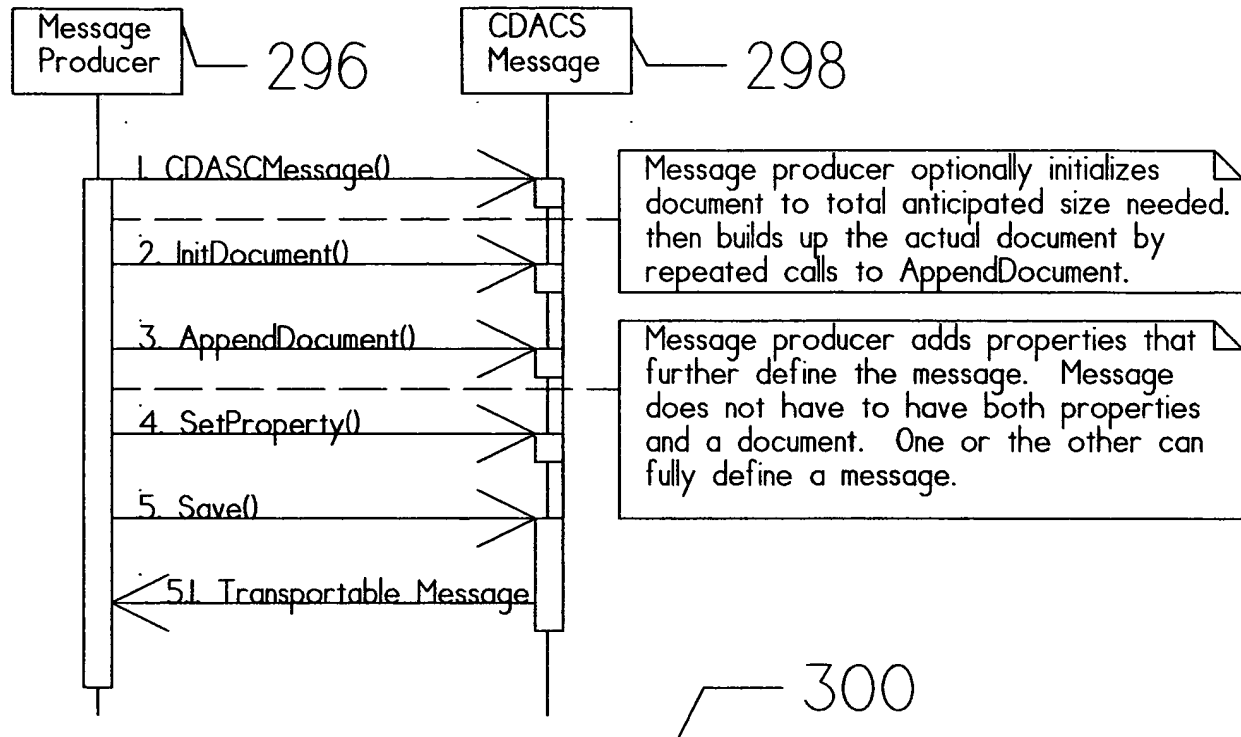 Message
Producer
296
CDACS
Message
298
1. CDASCMessage()
Message producer optionally initializes
document to total anticipated size needed.
then builds up the actual document by
repeated calls to AppendDocument.
2. InitDocument()
3. AppendDocument()
Message producer adds properties that
further define the message. Message
does not have to have both properties
and a document. One or the other can
fully define a message.
4. SetProperty()
5. Save()
5.1. Transportable Message
300